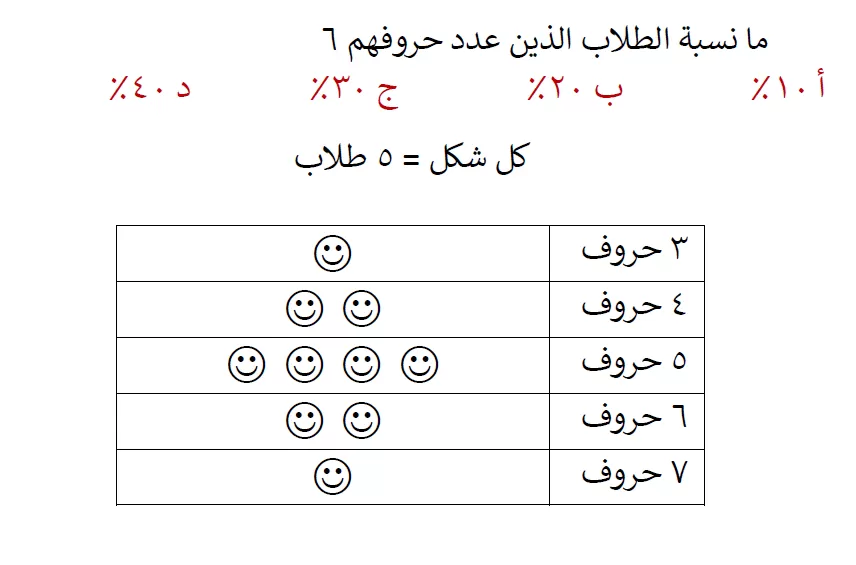 ما نسبة الطلاب الذين عدد حروفهم ٦
أ ١٠٪ ب ٢٠٪ ج ٣٠٪ د ٤٠٪
كل شكل = ٥ طلاب
٣ حروف
٤ حروف
٥ حروف
٦ حروف
٧ حروف